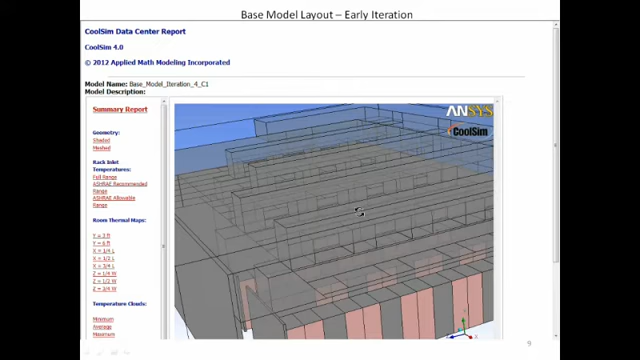 Base Model Layout – Early Iteration
CoolSim Data Center Report
CoolSim 4.0
© 2012 Applied Math Modeling Incorporated
Model Name: Base_Model_Iteration_4_C1
Model Description:
Summary Report
Geometry:
Shaded
Meshed
Rack Inlet
Temperatures:
Full Range
ASHRAE Recommended
Range
ASHRAE Allowable
Range
Room Thermal Maps:
Y = 3 ft
Y = 6 ft
X = 1/4 L
X = 1/2 L
X = 3/4 L
Z = 1/4 W
Z = 1/2 W
Z = 3/4 W
Temperature Clouds:
Minimum
Average
Maximum
ANSYS
CoolSim
9